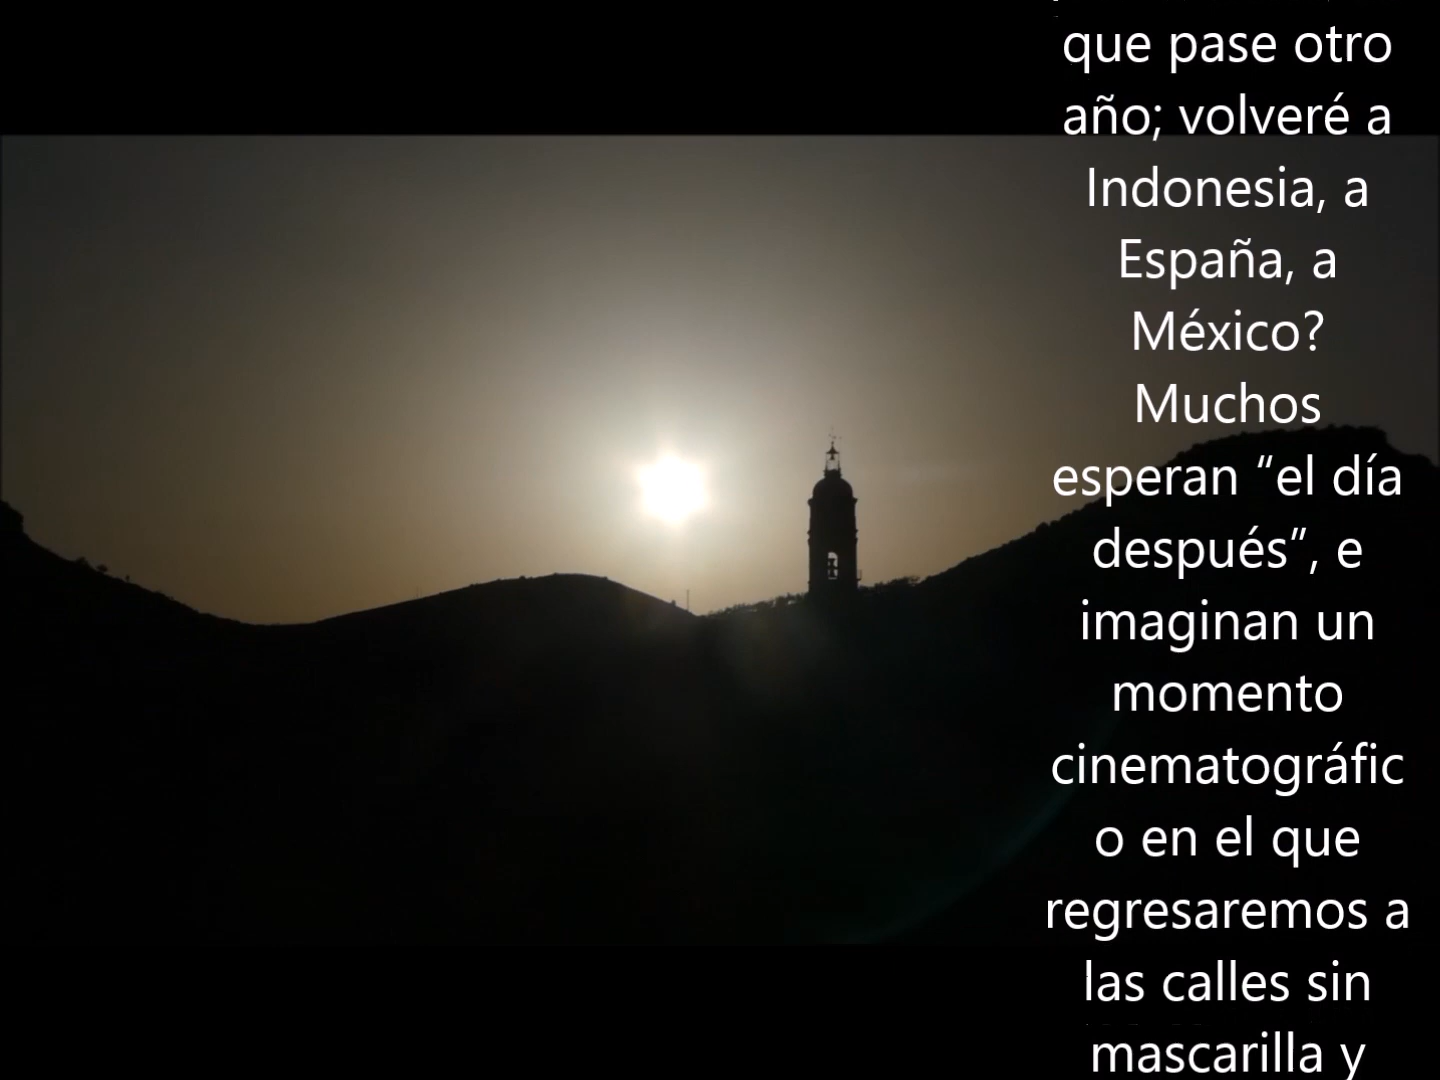 que pase otro
año; volveré a
Indonesia, a
España, a
México?
Muchos
esperan “el día
después”, e
imaginan un
momento
cinematográfic
o en el que
regresaremos a
las calles sin
mascarilla y